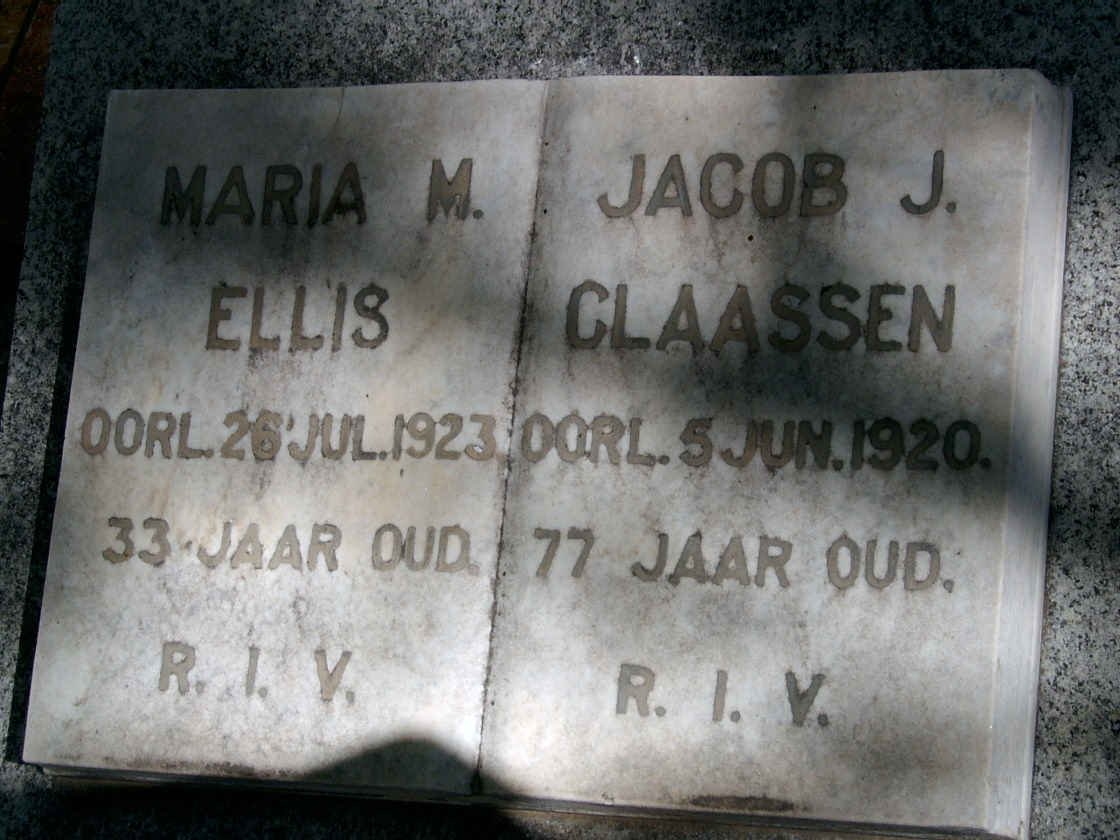 MARIA M.
ELLIS
OORL. 26 JUL. 1923.
33 JAAR OUD.
R. I. V.
JACOB J.
CLAASSEN
OORL. 5 JUN. 1920.
77 JAAR OUD.
R. I. V.